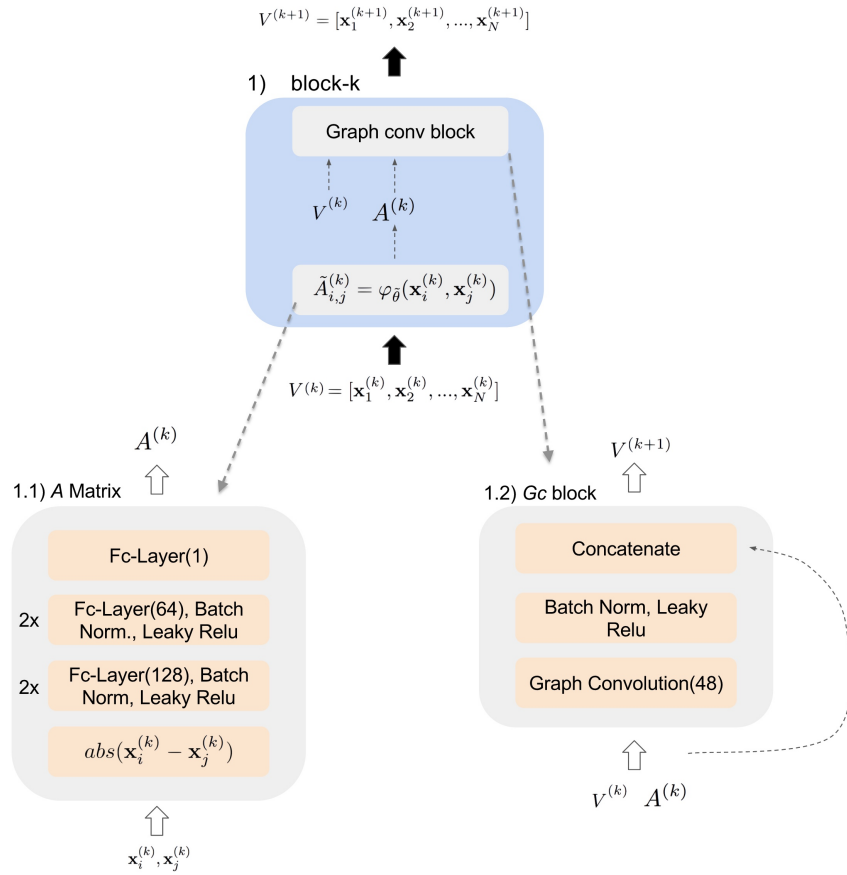 V^{(k+1)} = [x_1^{(k+1)}, x_2^{(k+1)}, ..., x_N^{(k+1)}]
1) block-k
Graph conv block
V^{(k)} A^{(k)}
Ã_{i,j}^{(k)} = φ_{θ̃}(x_i^{(k)}, x_j^{(k)})
V^{(k)} = [x_1^{(k)}, x_2^{(k)}, ..., x_N^{(k)}]
A^{(k)}
1.1) A Matrix
Fc-Layer(1)
2x
Fc-Layer(64), Batch
Norm., Leaky Relu
2x
Fc-Layer(128), Batch
Norm, Leaky Relu
abs(x_i^{(k)} − x_j^{(k)})
x_i^{(k)}, x_j^{(k)}
V^{(k+1)}
1.2) Gc block
Concatenate
Batch Norm, Leaky
Relu
Graph Convolution(48)
V^{(k)} A^{(k)}